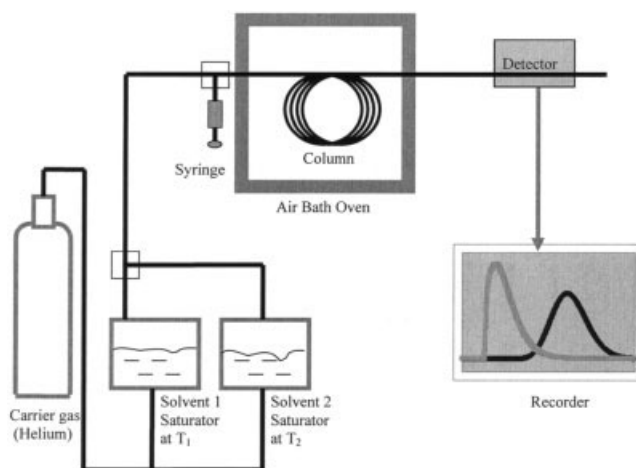 Detector
Syringe
Column
Air Bath Oven
Carrier gas
(Helium)
Solvent 1
Saturator
at T₁
Solvent 2
Saturator
at T₂
Recorder